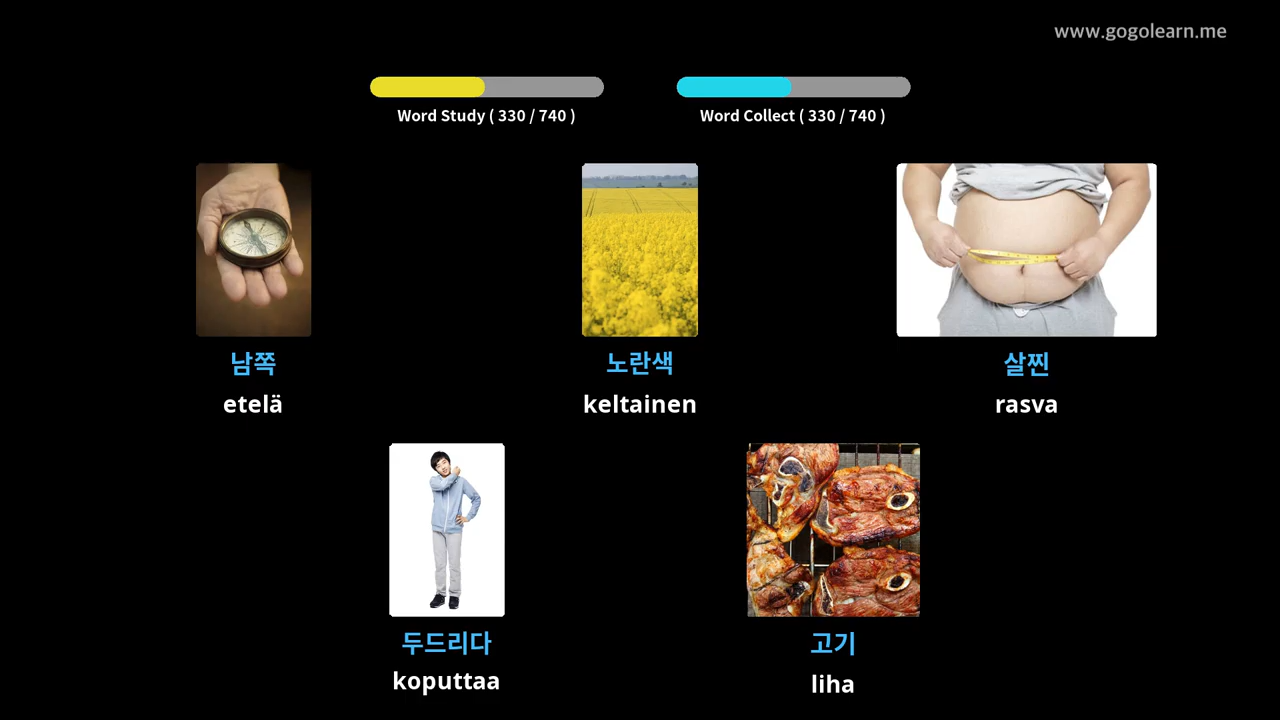 www.gogolearn.me
Word Study ( 330 / 740 )
Word Collect ( 330 / 740 )
남쪽
노란색
살찐
etelä
keltainen
rasva
두드리다
고기
koputtaa
liha